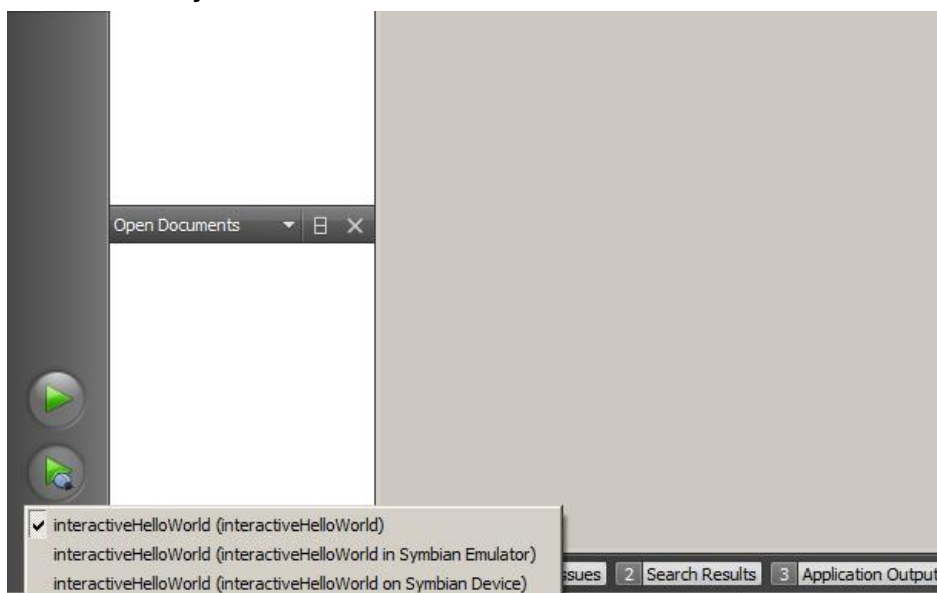 Open Documents
interactiveHelloWorld (interactiveHelloWorld)
interactiveHelloWorld (interactiveHelloWorld in Symbian Emulator)
interactiveHelloWorld (interactiveHelloWorld on Symbian Device)
ssues 2 Search Results 3 Application Output